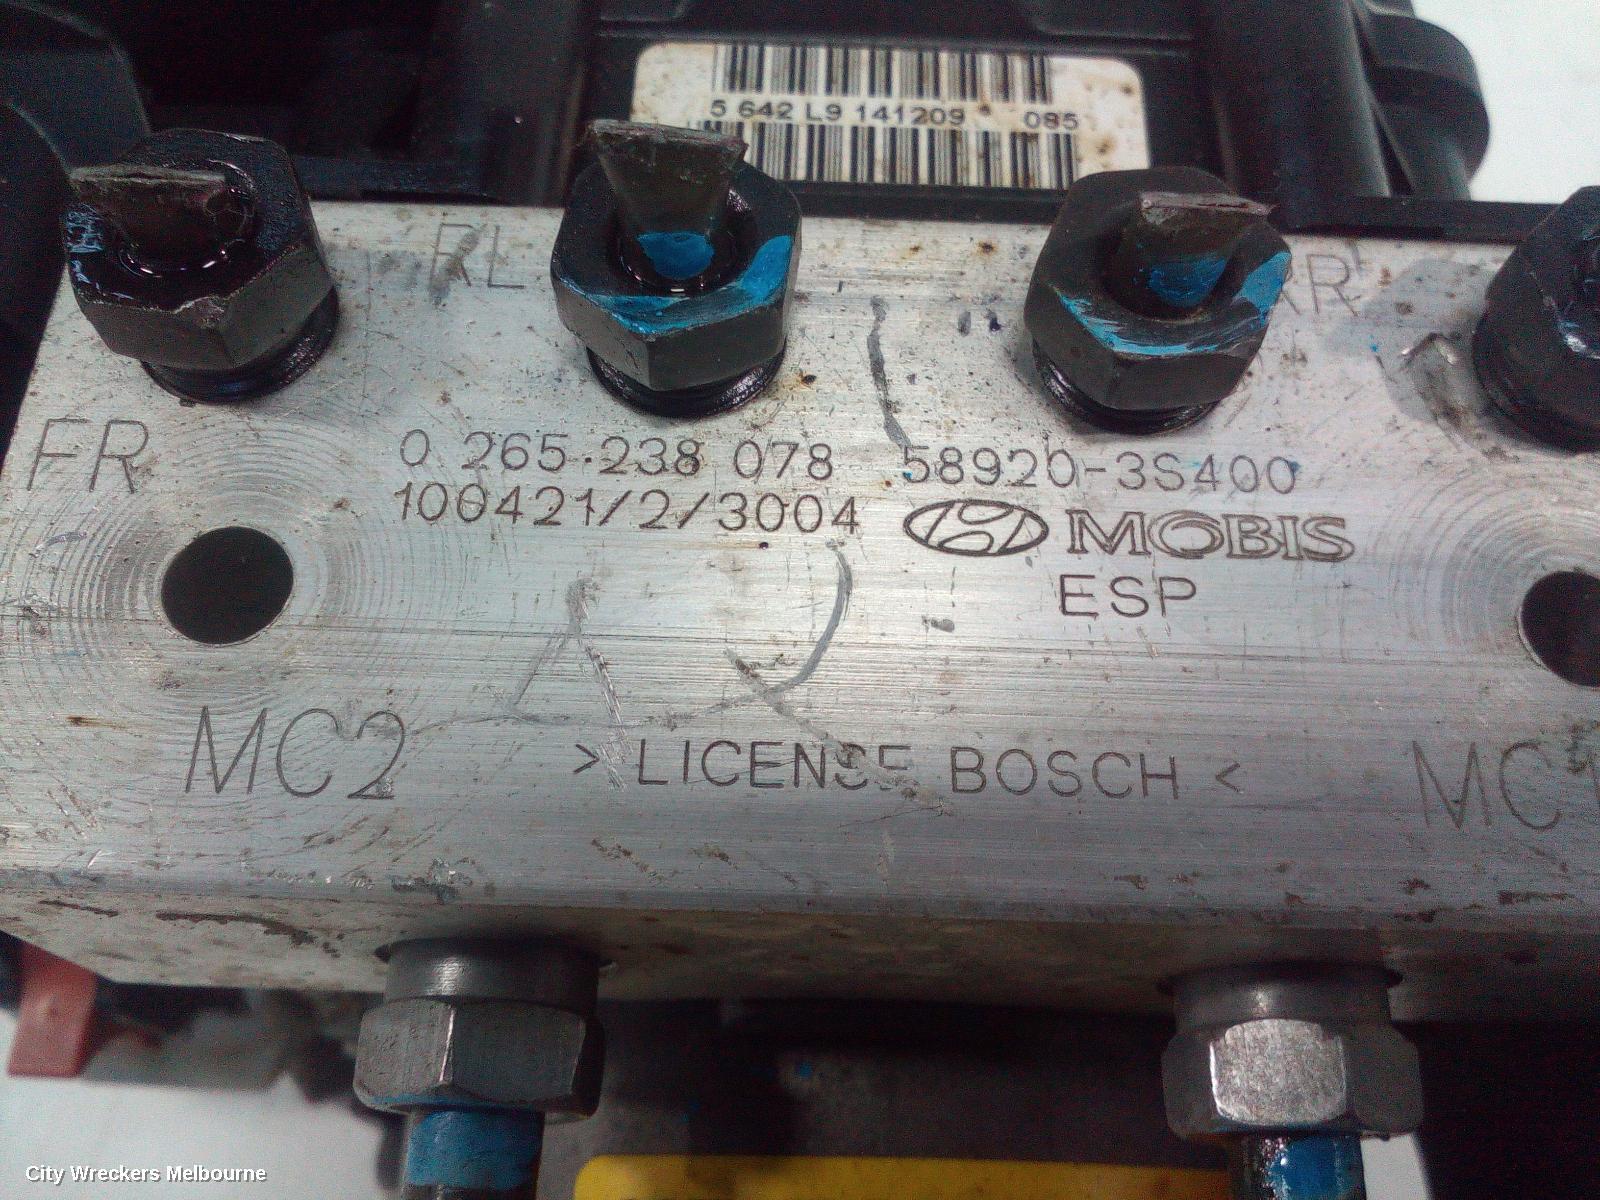 5 642 L9 141209 085
RL
RR
FR
0 265 238 078 58920-3S400
100421/2/3004 MOBIS
ESP
MC2
> LICENSE BOSCH <
MC1
City Wreckers Melbourne